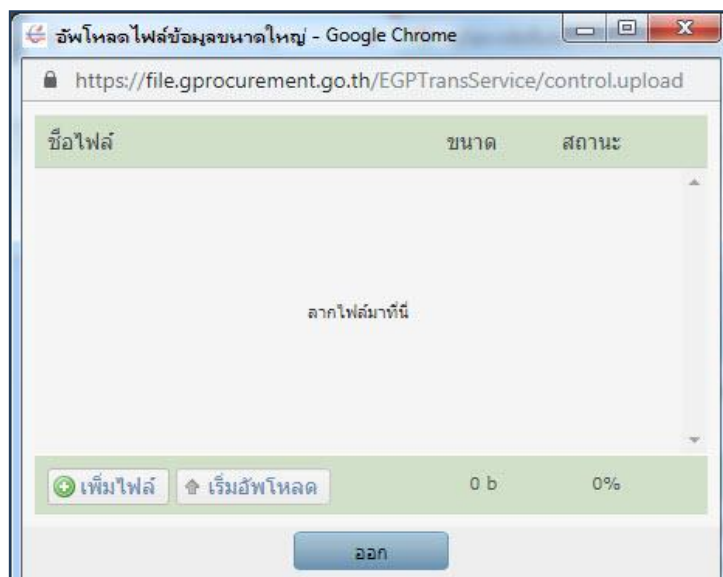 อัพโหลดไฟล์ข้อมูลขนาดใหญ่ - Google Chrome
https://file.gprocurement.go.th/EGPTransService/control.upload
ชื่อไฟล์ ขนาด สถานะ
ลากไฟล์มาที่นี่
เพิ่มไฟล์ เริ่มอัพโหลด 0 b 0%
ออก